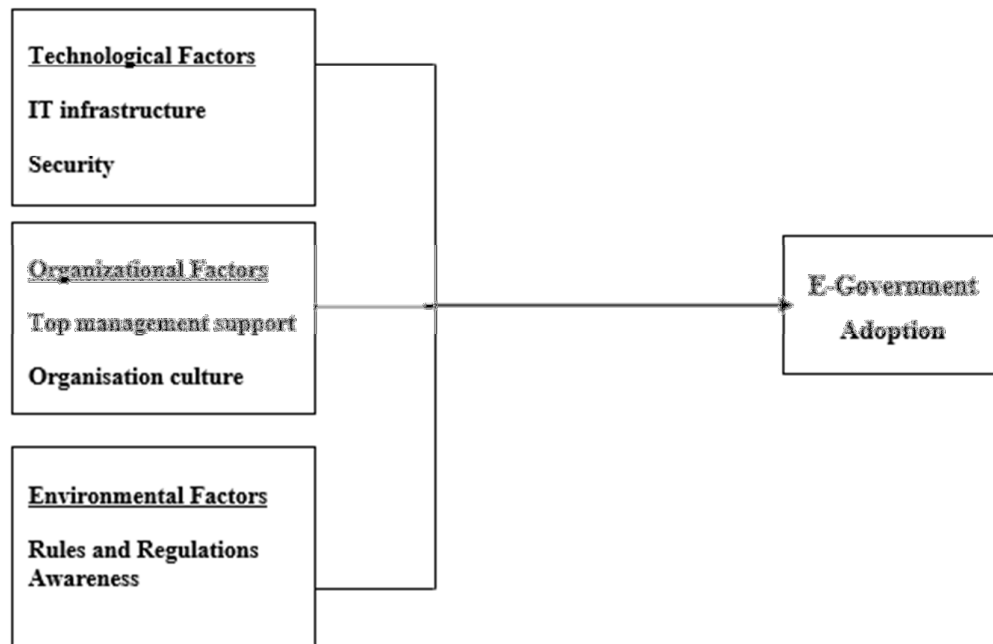 Technological Factors
IT infrastructure
Security
Organizational Factors
Top management support
Organisation culture
Environmental Factors
Rules and Regulations
Awareness
E-Government
Adoption